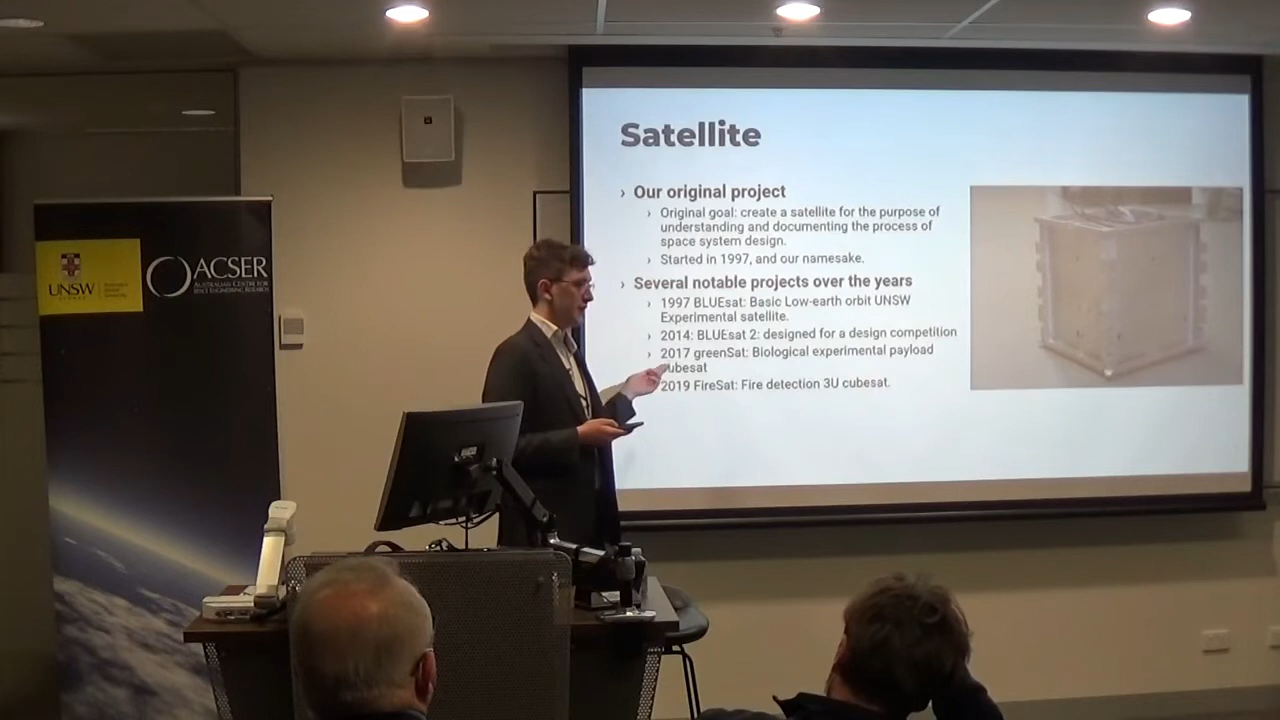 UNSW
SYDNEY
ACSER
AUSTRALIAN CENTRE FOR
SPACE ENGINEERING RESEARCH
Satellite
› Our original project
› Original goal: create a satellite for the purpose of
understanding and documenting the process of
space system design.
› Started in 1997, and our namesake.
› Several notable projects over the years
› 1997 BLUEsat: Basic Low-earth orbit UNSW
Experimental satellite.
› 2014: BLUEsat 2: designed for a design competition
› 2017 greenSat: Biological experimental payload
cubesat
2019 FireSat: Fire detection 3U cubesat.